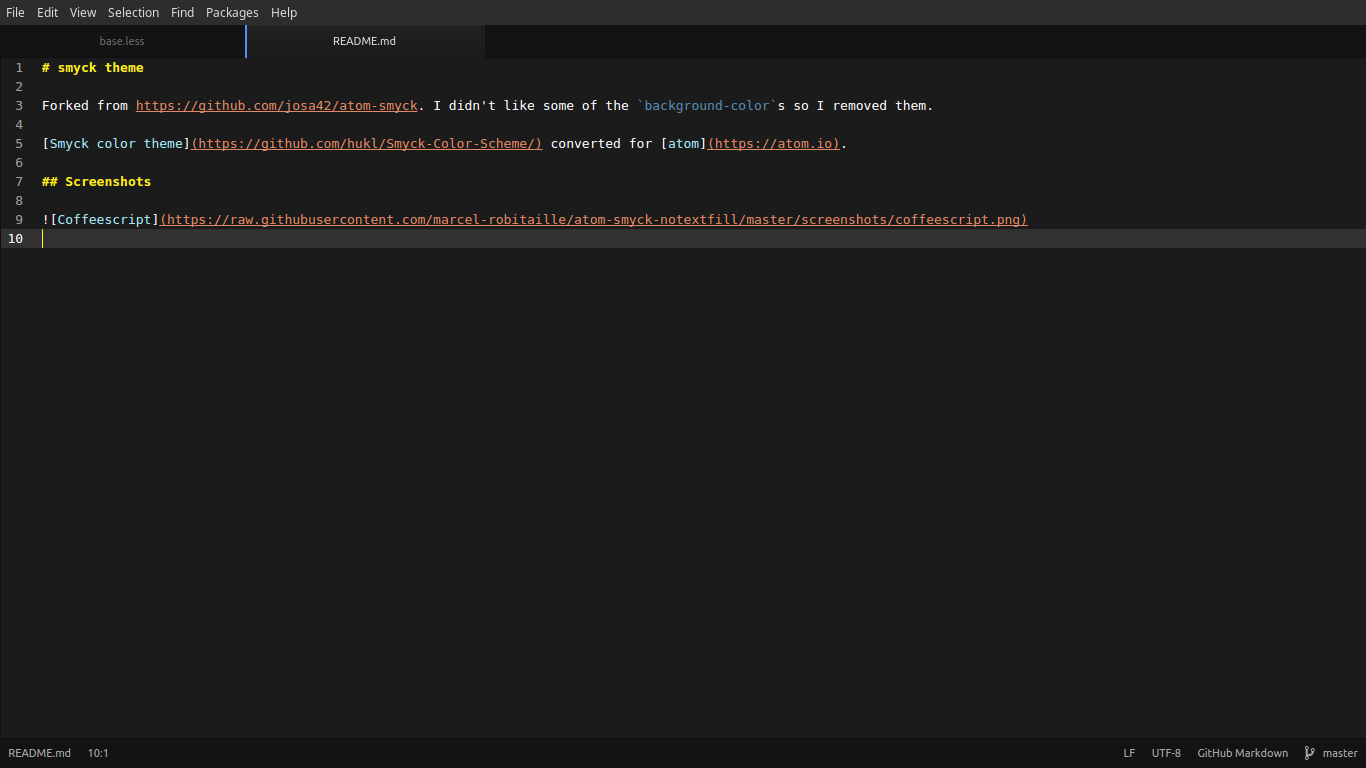 File Edit View Selection Find Packages Help
base.less README.md
1 # smyck theme
2
3 Forked from https://github.com/josa42/atom-smyck. I didn't like some of the `background-color`s so I removed them.
4
5 [Smyck color theme](https://github.com/hukl/Smyck-Color-Scheme/) converted for [atom](https://atom.io).
6
7 ## Screenshots
8
9 ![Coffeescript](https://raw.githubusercontent.com/marcel-robitaille/atom-smyck-notextfill/master/screenshots/coffeescript.png)
10
README.md 10:1 LF UTF-8 GitHub Markdown master